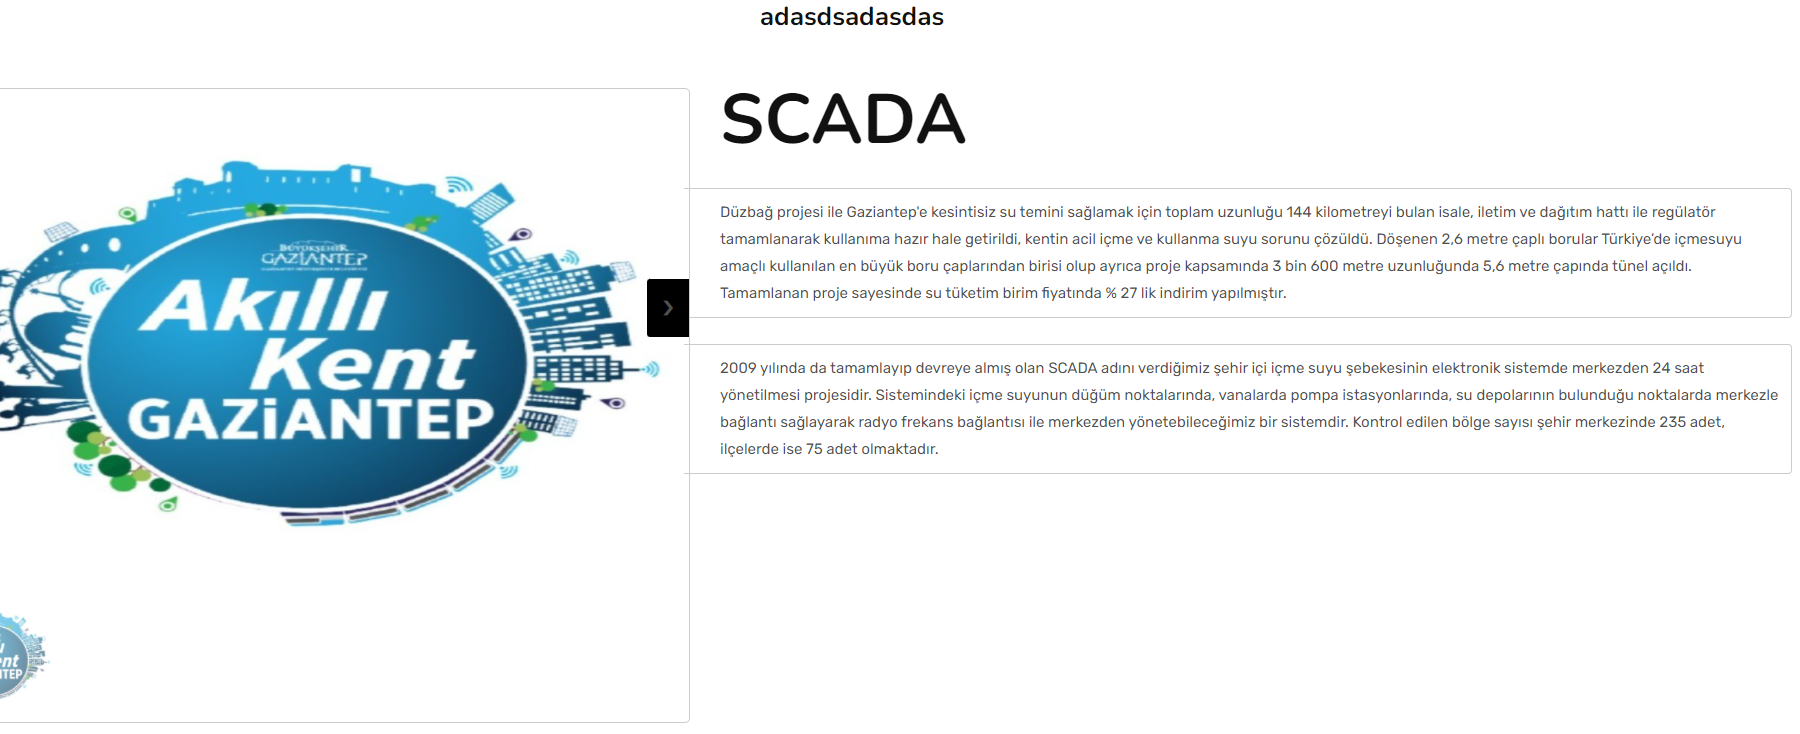 adasdsadasdas
SCADA
BÜYÜKŞEHİR
GAZİANTEP
Akıllı
Kent
GAZiANTEP
Düzbağ projesi ile Gaziantep'e kesintisiz su temini sağlamak için toplam uzunluğu 144 kilometreyi bulan isale, iletim ve dağıtım hattı ile regülatör
tamamlanarak kullanıma hazır hale getirildi, kentin acil içme ve kullanma suyu sorunu çözüldü. Döşenen 2,6 metre çaplı borular Türkiye’de içmesuyu
amaçlı kullanılan en büyük boru çaplarından birisi olup ayrıca proje kapsamında 3 bin 600 metre uzunluğunda 5,6 metre çapında tünel açıldı.
Tamamlanan proje sayesinde su tüketim birim fiyatında % 27 lik indirim yapılmıştır.
2009 yılında da tamamlayıp devreye almış olan SCADA adını verdiğimiz şehir içi içme suyu şebekesinin elektronik sistemde merkezden 24 saat
yönetilmesi projesidir. Sistemindeki içme suyunun düğüm noktalarında, vanalarda pompa istasyonlarında, su depolarının bulunduğu noktalarda merkezle
bağlantı sağlayarak radyo frekans bağlantısı ile merkezden yönetebileceğimiz bir sistemdir. Kontrol edilen bölge sayısı şehir merkezinde 235 adet,
ilçelerde ise 75 adet olmaktadır.